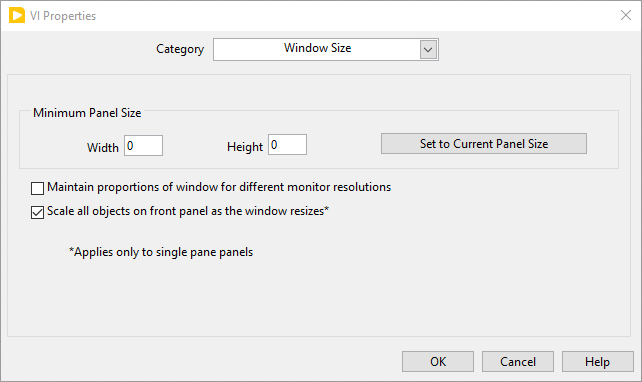 VI Properties
Category Window Size
Minimum Panel Size
Width 0 Height 0 Set to Current Panel Size
Maintain proportions of window for different monitor resolutions
Scale all objects on front panel as the window resizes*
*Applies only to single pane panels
OK Cancel Help